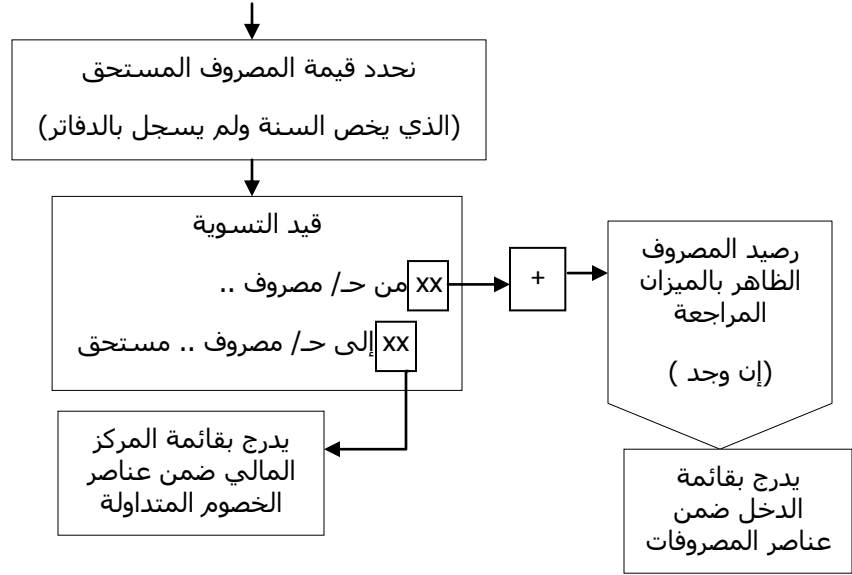 نحدد قيمة المصروف المستحق
(الذي يخص السنة ولم يسجل بالدفاتر)
قيد التسوية
xx من حـ/ مصروف ..
xx إلى حـ/ مصروف .. مستحق
+
رصيد المصروف
الظاهر بالميزان
المراجعة
(إن وجد )
يدرج بقائمة المركز
المالي ضمن عناصر
الخصوم المتداولة
يدرج بقائمة
الدخل ضمن
عناصر المصروفات